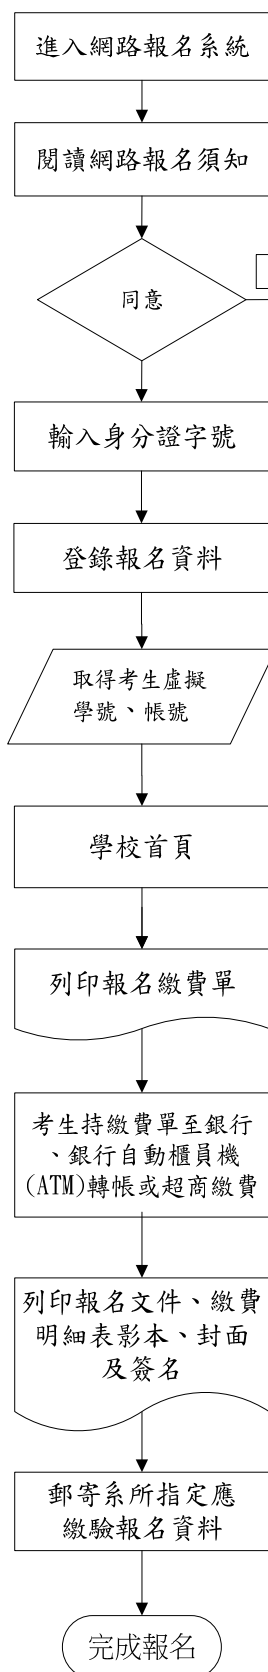 進入網路報名系統
閱讀網路報名須知
同意
輸入身分證字號
登錄報名資料
取得考生虛擬
學號、帳號
學校首頁
列印報名繳費單
考生持繳費單至銀行
、銀行自動櫃員機
(ATM)轉帳或超商繳費
列印報名文件、繳費
明細表影本、封面
及簽名
郵寄系所指定應
繳驗報名資料
完成報名